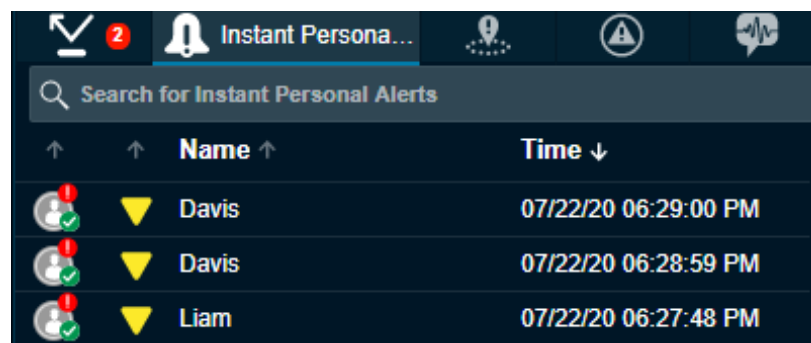 2 Instant Persona...
Search for Instant Personal Alerts
Name Time
Davis 07/22/20 06:29:00 PM
Davis 07/22/20 06:28:59 PM
Liam 07/22/20 06:27:48 PM